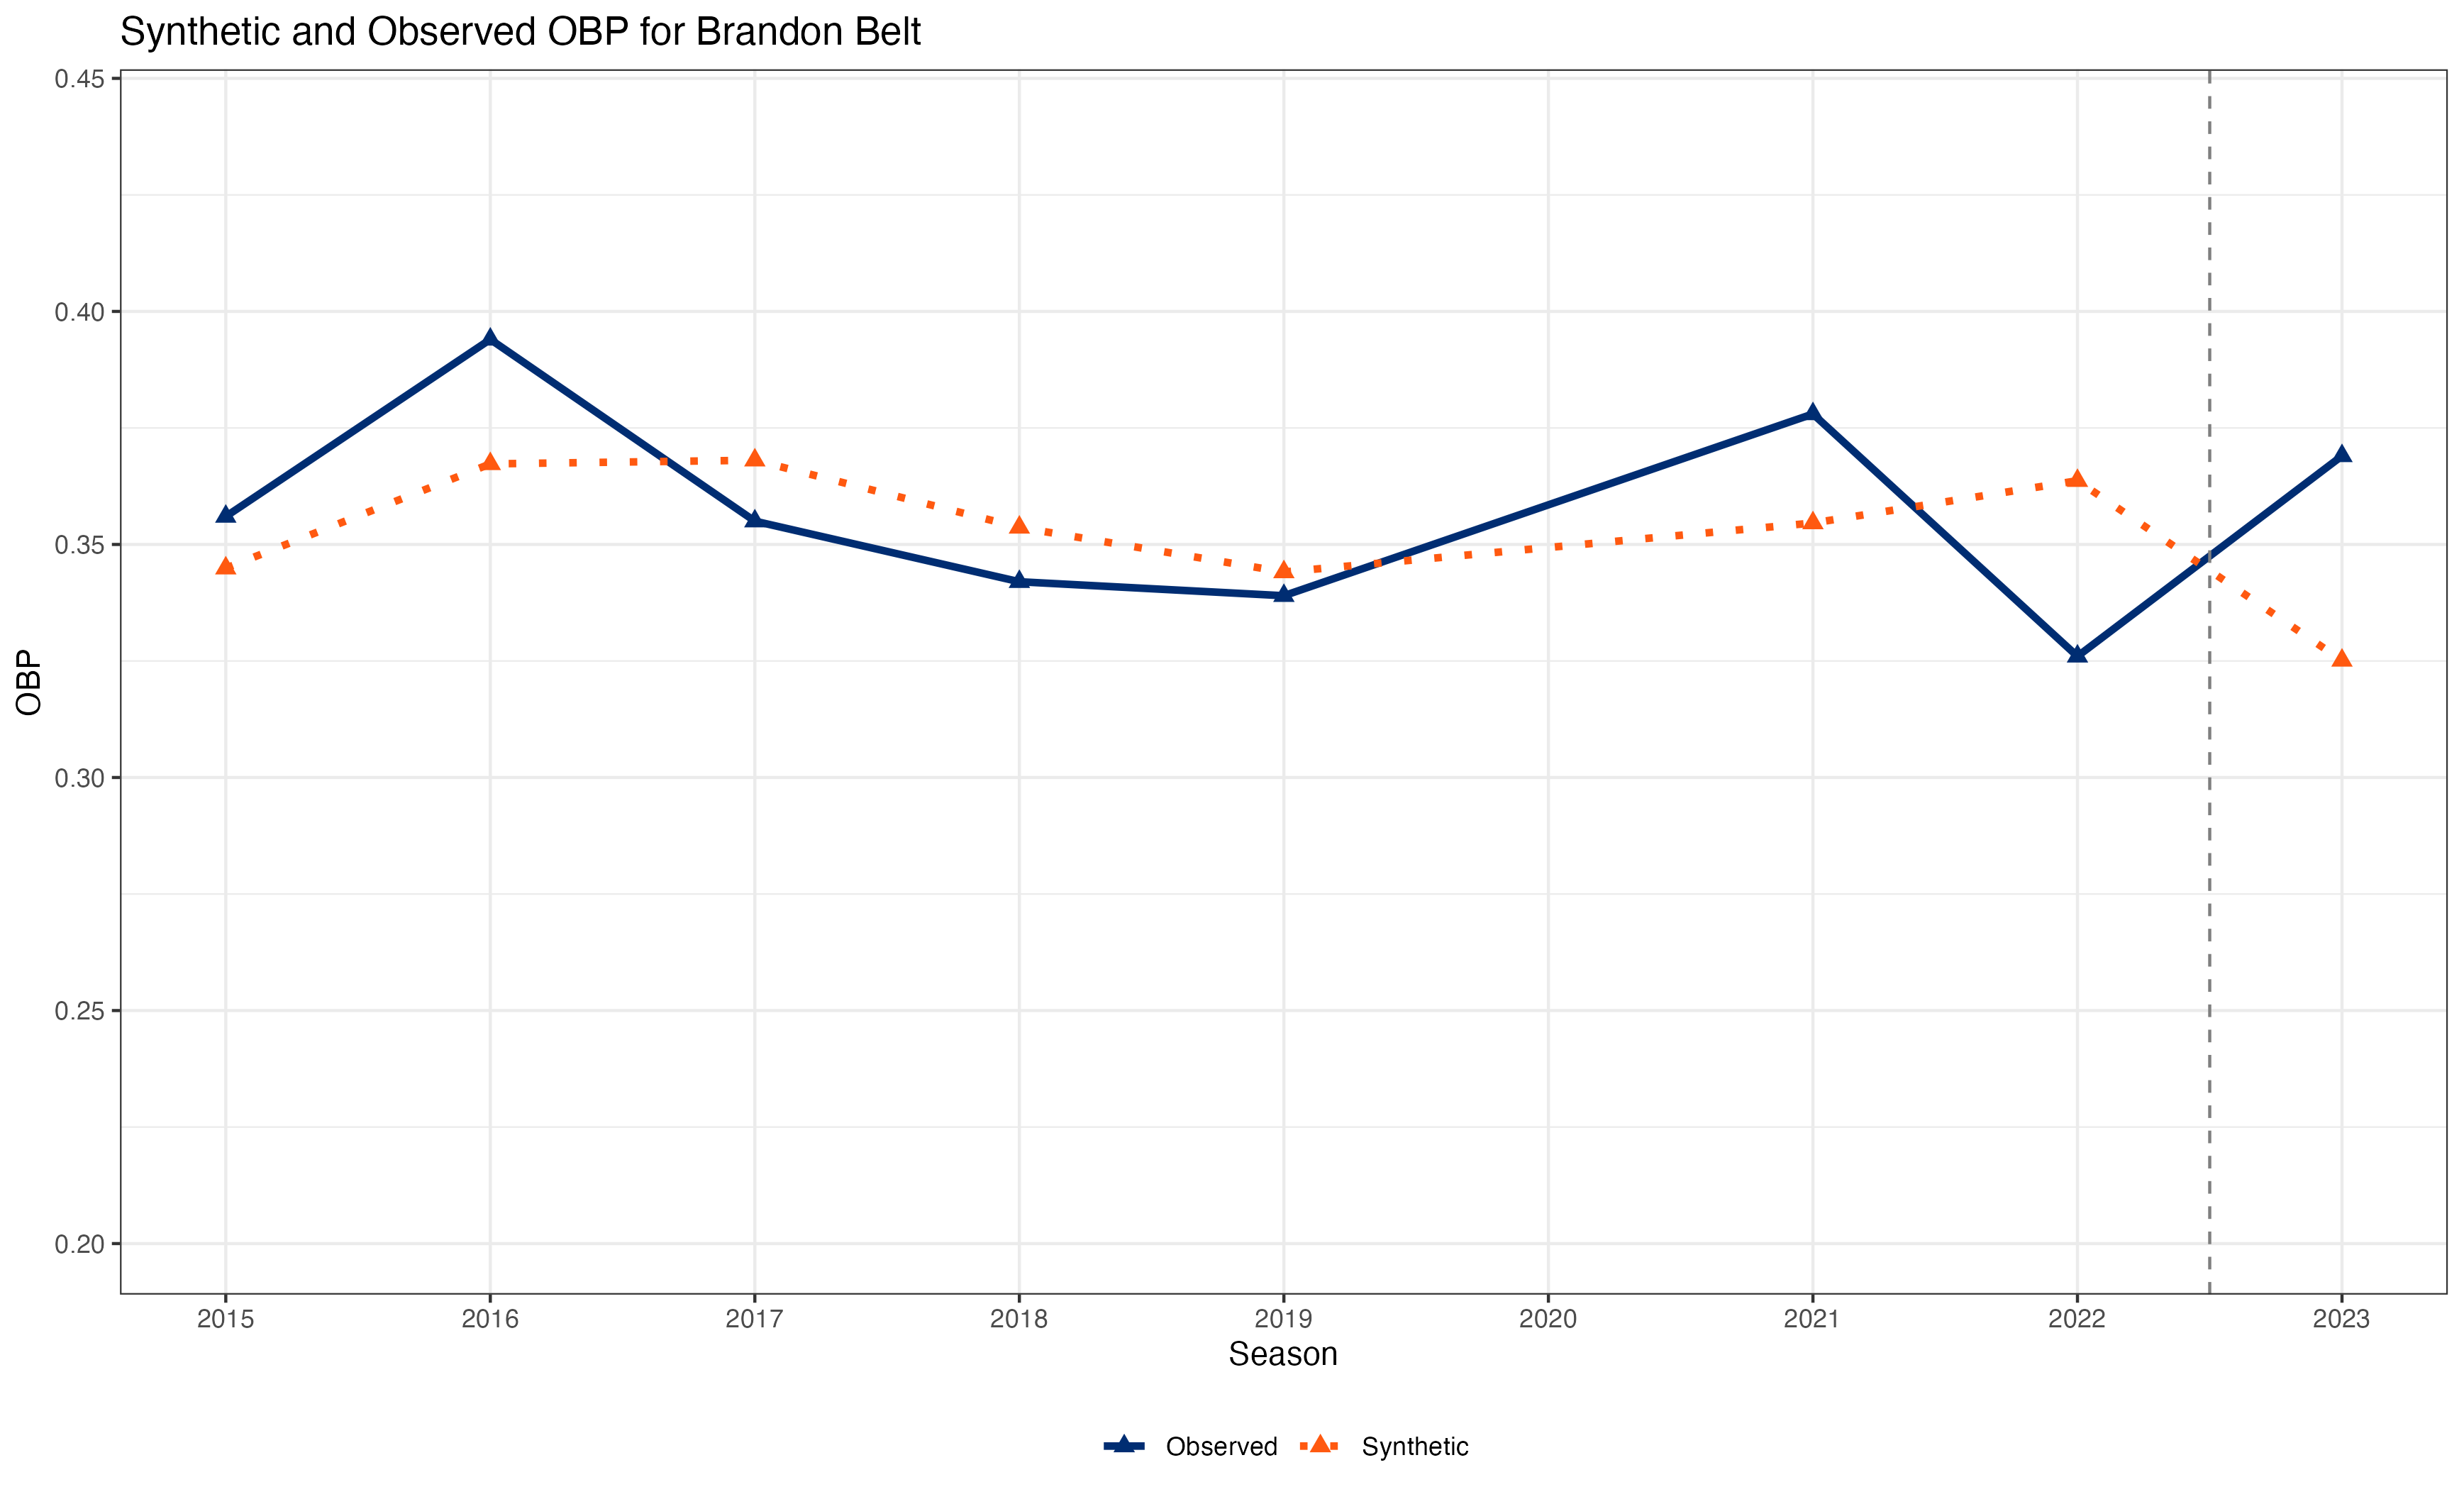 Synthetic and Observed OBP for Brandon Belt
0.45
0.40
0.35
0.30
0.25
0.20
OBP
2015 2016 2017 2018 2019 2020 2021 2022 2023
Season
Observed Synthetic